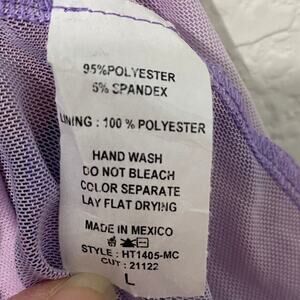 95%POLYESTER
5% SPANDEX
LINING : 100 % POLYESTER
HAND WASH
DO NOT BLEACH
COLOR SEPARATE
LAY FLAT DRYING
MADE IN MEXICO
STYLE : HT1405-MC
CUT : 21122
L